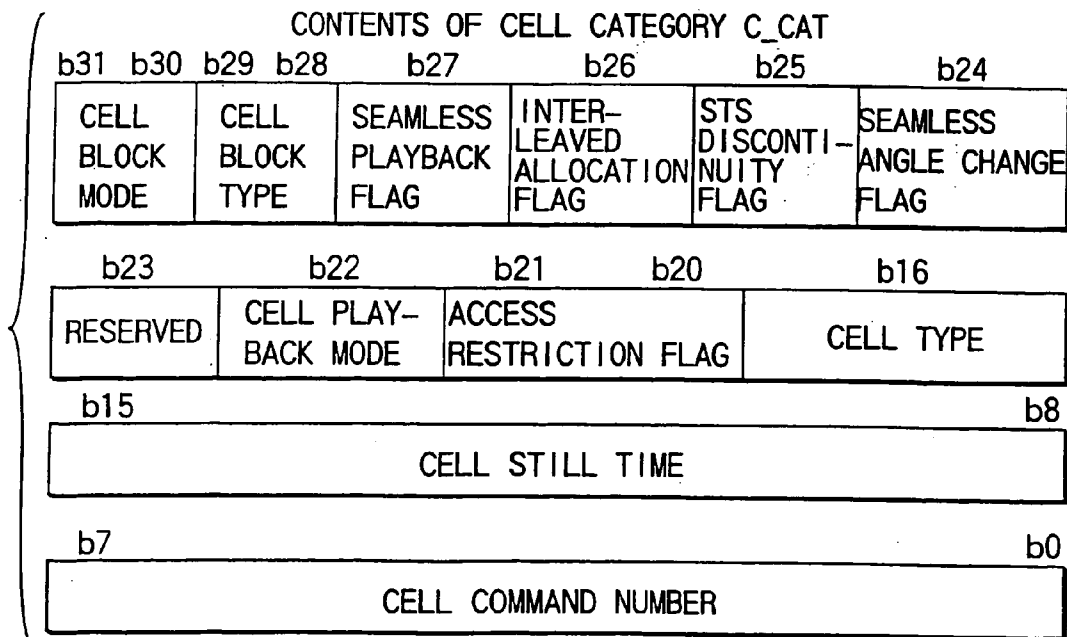 CONTENTS OF CELL CATEGORY C_CAT
b31 b30 b29 b28 b27 b26 b25 b24
CELL
BLOCK
MODE
CELL
BLOCK
TYPE
SEAMLESS
PLAYBACK
FLAG
INTER-
LEAVED
ALLOCATION
FLAG
STS
DISCONTI-
NUITY
FLAG
SEAMLESS
ANGLE CHANGE
FLAG
b23 b22 b21 b20 b16
RESERVED
CELL PLAY-
BACK MODE
ACCESS
RESTRICTION FLAG
CELL TYPE
b15 b8
CELL STILL TIME
b7 b0
CELL COMMAND NUMBER